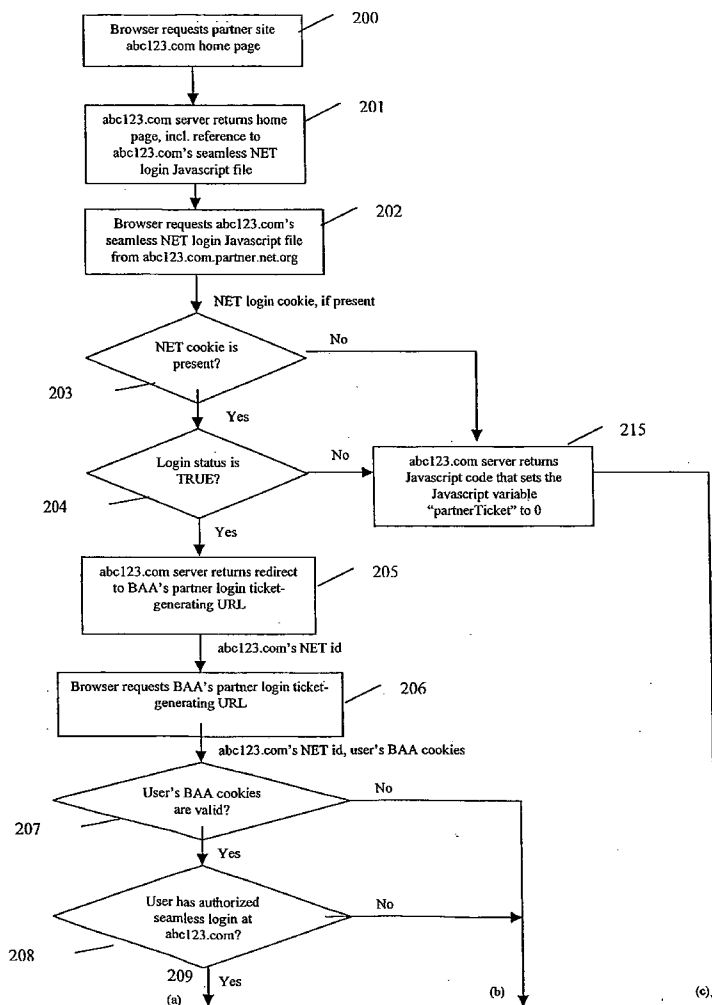 200
Browser requests partner site
abc123.com home page
201
abc123.com server returns home
page, incl. reference to
abc123.com's seamless NET
login Javascript file
202
Browser requests abc123.com's
seamless NET login Javascript file
from abc123.com.partner.net.org
NET login cookie, if present
NET cookie is
present?
No
203
Yes
215
Login status is
TRUE?
No
abc123.com server returns
Javascript code that sets the
Javascript variable
"partnerTicket" to 0
204
Yes
abc123.com server returns redirect
to BAA's partner login ticket-
generating URL
205
abc123.com's NET id
Browser requests BAA's partner login ticket-
generating URL
206
abc123.com's NET id, user's BAA cookies
User's BAA cookies
are valid?
No
207
Yes
User has authorized
seamless login at
abc123.com?
No
208
209
Yes
(a)
(b)
(c)